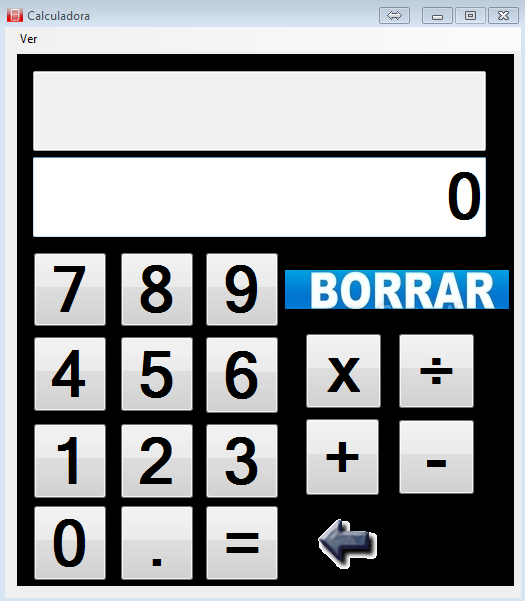 Calculadora
Ver
0
7 8 9 BORRAR
4 5 6 x ÷
1 2 3 + -
0 . =